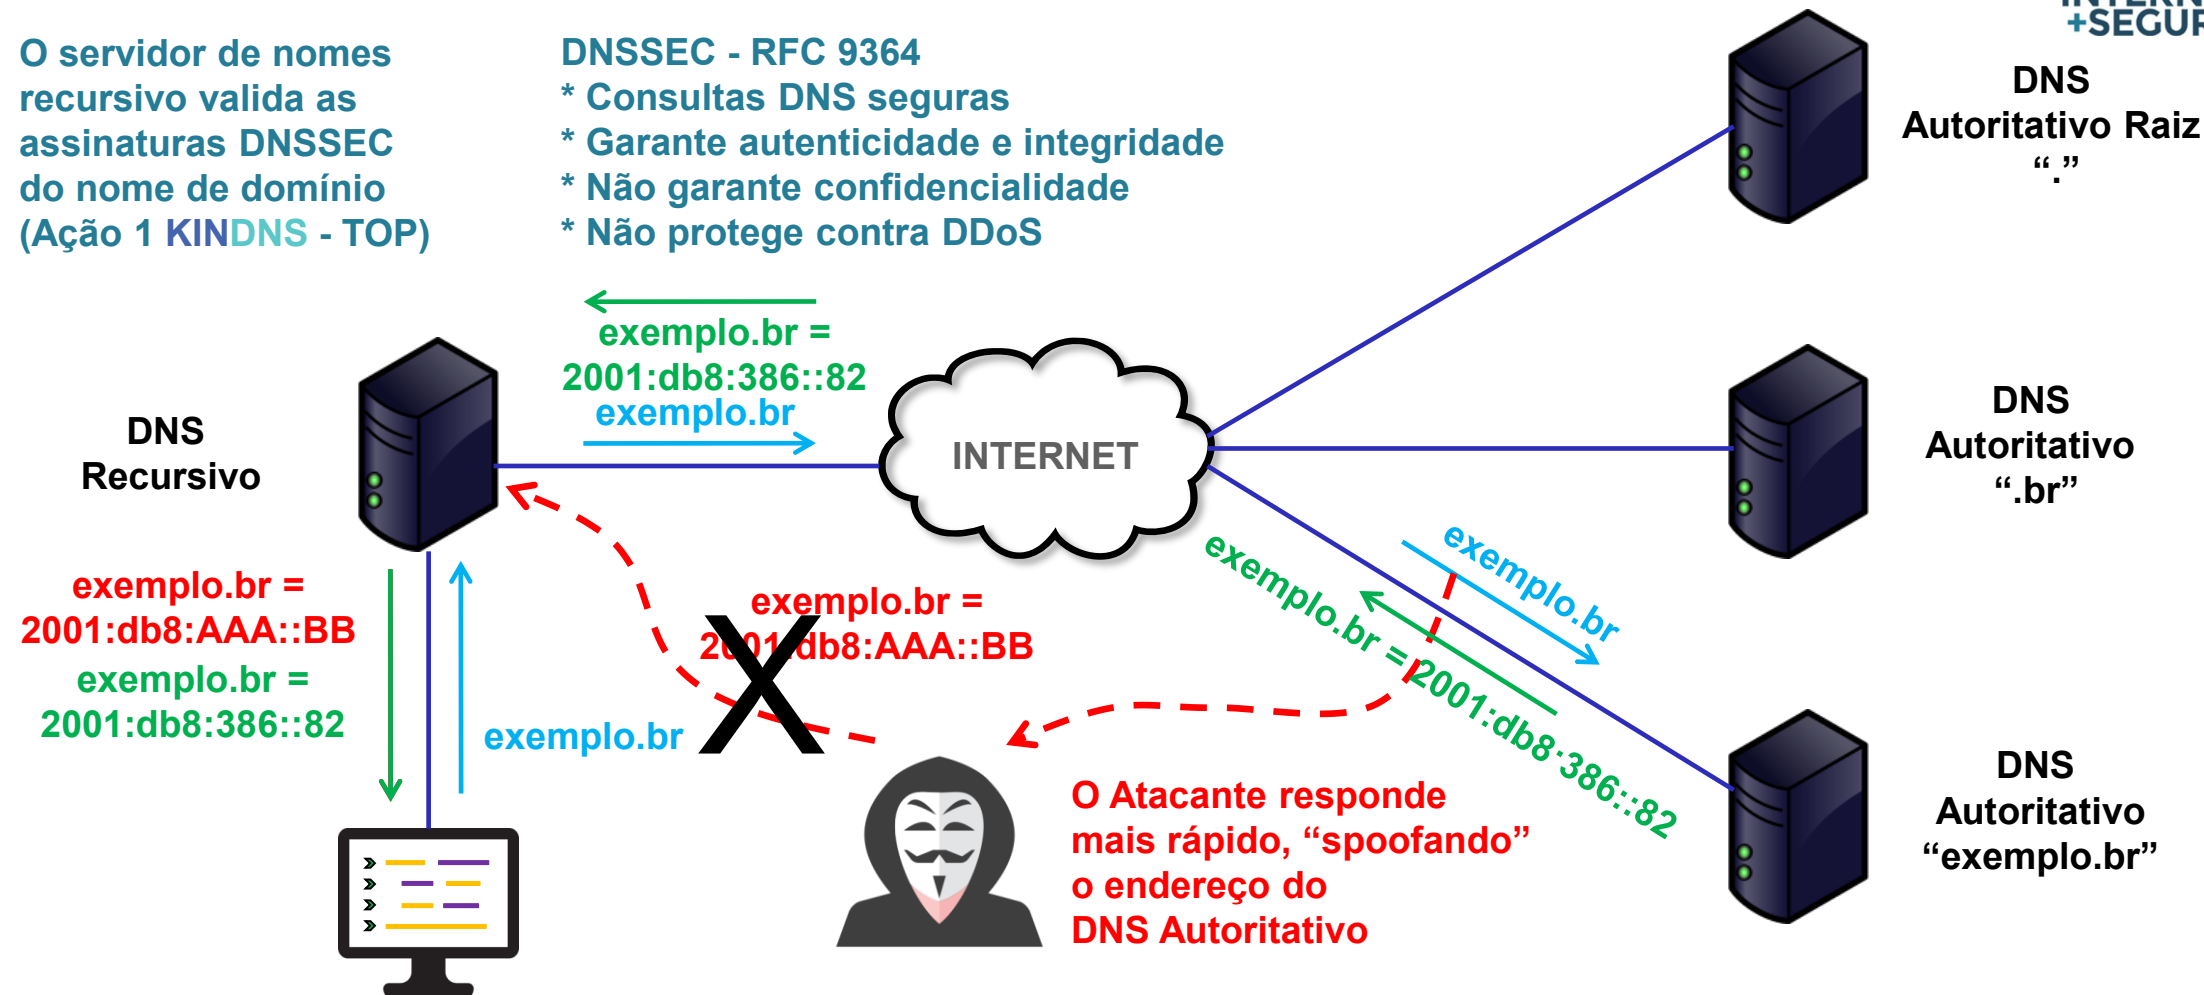 O servidor de nomes
recursivo valida as
assinaturas DNSSEC
do nome de domínio
(Ação 1 KINDNS - TOP)
DNSSEC - RFC 9364
* Consultas DNS seguras
* Garante autenticidade e integridade
* Não garante confidencialidade
* Não protege contra DDoS
+SEGUR
DNS
Autoritativo Raiz
“.”
exemplo.br =
2001:db8:386::82
exemplo.br
INTERNET
DNS
Recursivo
DNS
Autoritativo
“.br”
exemplo.br
exemplo.br = 2001:db8:386::82
exemplo.br =
2001:db8:AAA::BB
exemplo.br =
2001:db8:386::82
exemplo.br
exemplo.br =
2001:db8:AAA::BB
X
O Atacante responde
mais rápido, “spoofando”
o endereço do
DNS Autoritativo
DNS
Autoritativo
“exemplo.br”